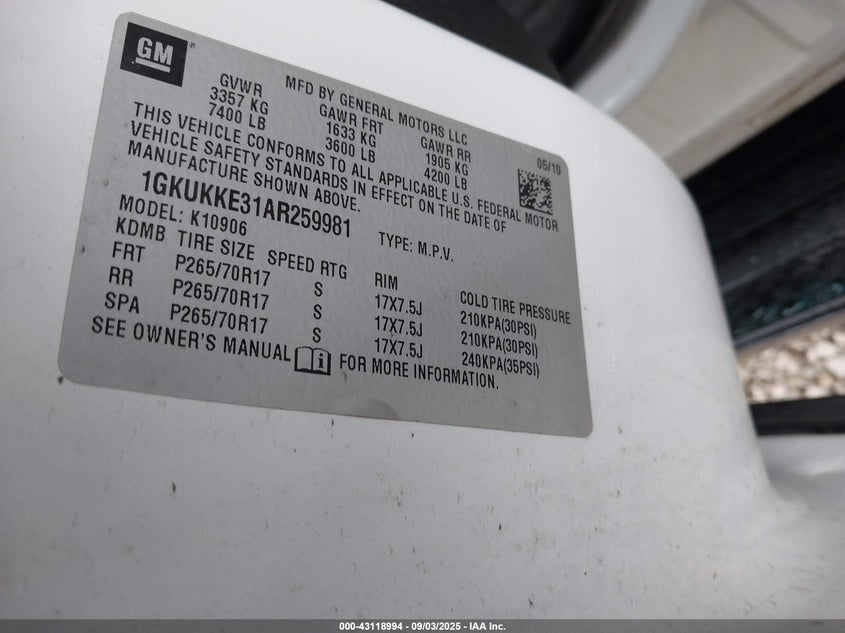 GM
GVWR GAWR FRT GAWR RR
3357 KG 1633 KG 1905 KG
7400 LB 3600 LB 4200 LB
MFD BY GENERAL MOTORS LLC
05/10
THIS VEHICLE CONFORMS TO ALL APPLICABLE U.S. FEDERAL MOTOR
VEHICLE SAFETY STANDARDS IN EFFECT ON THE DATE OF
MANUFACTURE SHOWN ABOVE.
1GKUKKE31AR259981
TYPE: M.P.V.
MODEL: K10906
KDMB TIRE SIZE SPEED RTG RIM COLD TIRE PRESSURE
FRT P265/70R17 S 17X7.5J 210KPA(30PSI)
RR P265/70R17 S 17X7.5J 210KPA(30PSI)
SPA P265/70R17 S 17X7.5J 240KPA(35PSI)
SEE OWNER'S MANUAL FOR MORE INFORMATION.
000-43118994 - 09/03/2025 - IAA Inc.